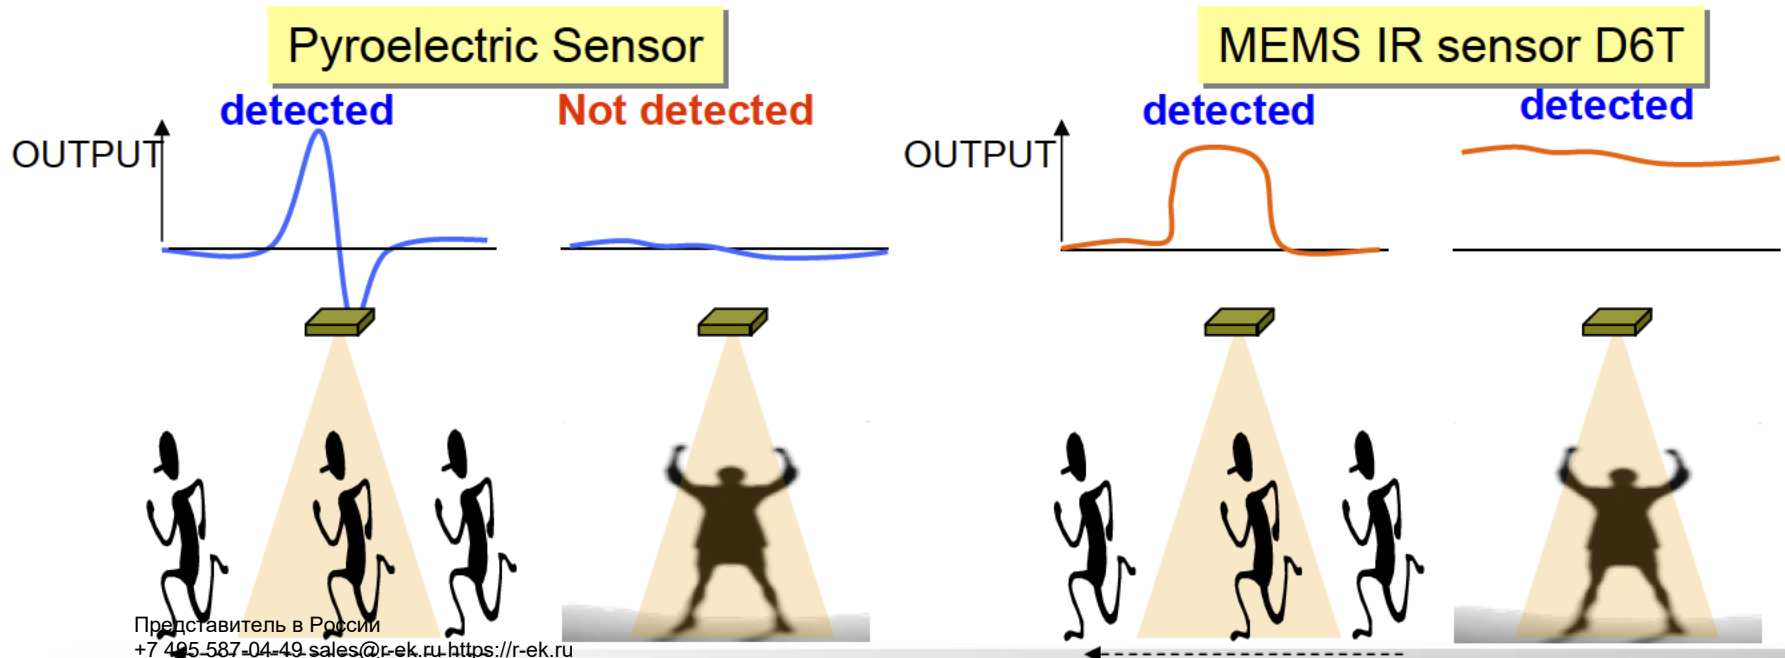 Pyroelectric Sensor
MEMS IR sensor D6T
detected
Not detected
detected
detected
OUTPUT
OUTPUT
Представитель в России
+7 495 587-04-49 sales@r-ek.ru https://r-ek.ru